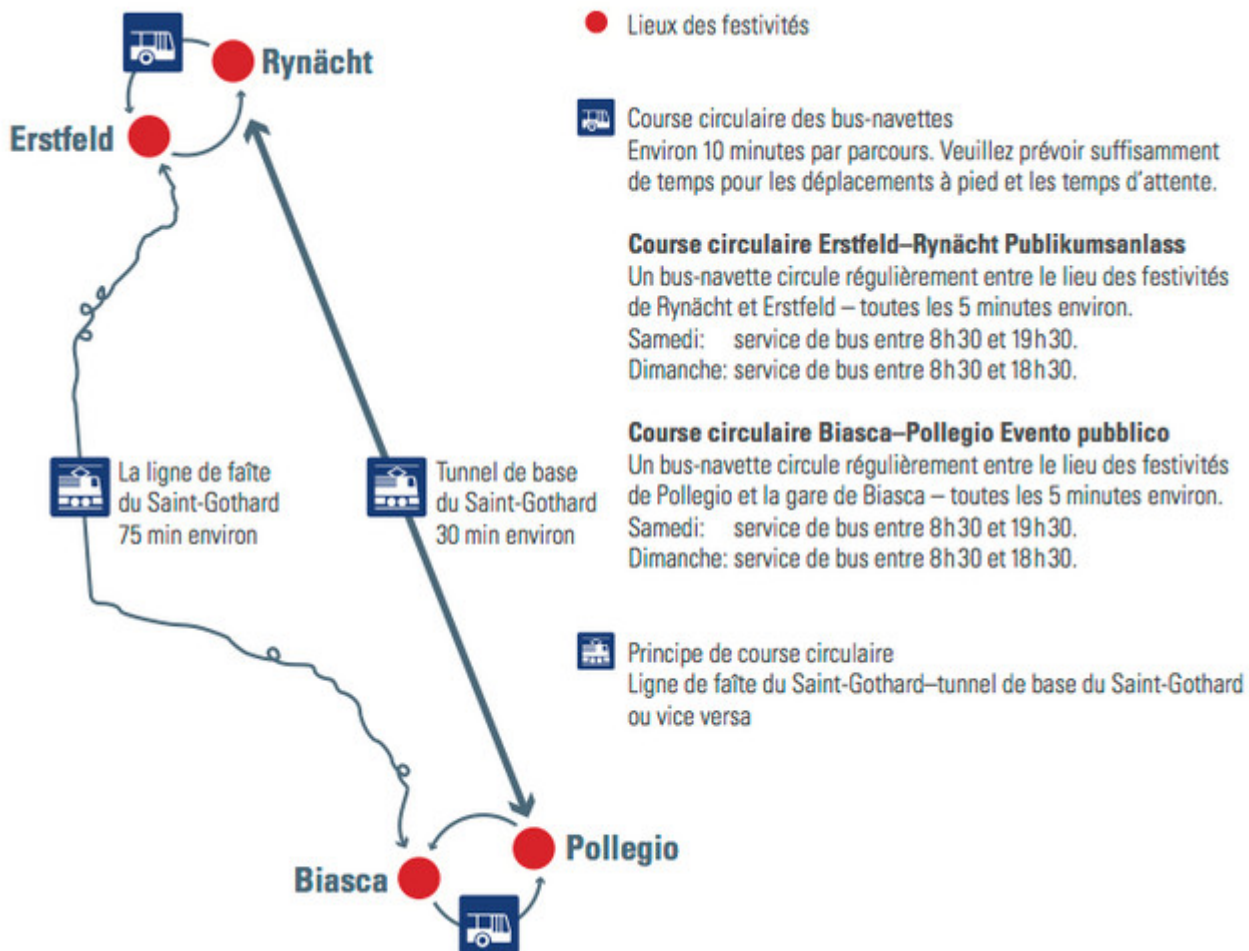 Rynächt
Erstfeld
La ligne de faîte
du Saint-Gothard
75 min environ
Tunnel de base
du Saint-Gothard
30 min environ
Pollegio
Biasca
Lieux des festivités
Course circulaire des bus-navettes
Environ 10 minutes par parcours. Veuillez prévoir suffisamment
de temps pour les déplacements à pied et les temps d'attente.
Course circulaire Erstfeld–Rynächt Publikumsanlass
Un bus-navette circule régulièrement entre le lieu des festivités
de Rynächt et Erstfeld – toutes les 5 minutes environ.
Samedi: service de bus entre 8h30 et 19h30.
Dimanche: service de bus entre 8h30 et 18h30.
Course circulaire Biasca–Pollegio Evento pubblico
Un bus-navette circule régulièrement entre le lieu des festivités
de Pollegio et la gare de Biasca – toutes les 5 minutes environ.
Samedi: service de bus entre 8h30 et 19h30.
Dimanche: service de bus entre 8h30 et 18h30.
Principe de course circulaire
Ligne de faîte du Saint-Gothard–tunnel de base du Saint-Gothard
ou vice versa